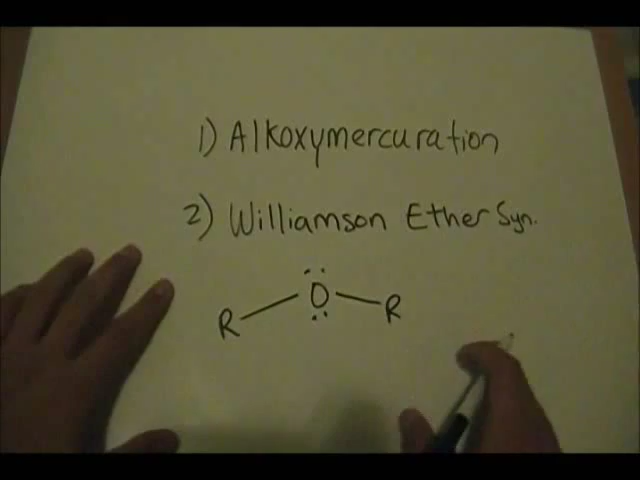 1) Alkoxymercuration
2) Williamson Ether Syn.
R O R